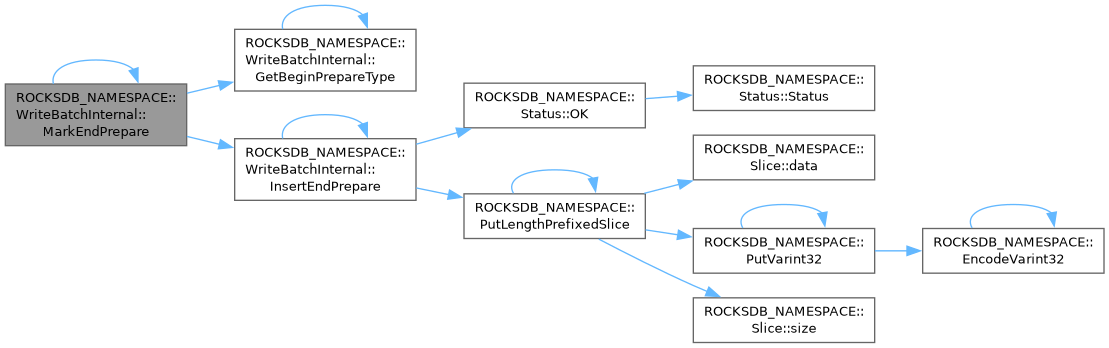 ROCKSDB_NAMESPACE::
WriteBatchInternal::
MarkEndPrepare
ROCKSDB_NAMESPACE::
WriteBatchInternal::
GetBeginPrepareType
ROCKSDB_NAMESPACE::
WriteBatchInternal::
InsertEndPrepare
ROCKSDB_NAMESPACE::
Status::OK
ROCKSDB_NAMESPACE::
Status::Status
ROCKSDB_NAMESPACE::
PutLengthPrefixedSlice
ROCKSDB_NAMESPACE::
Slice::data
ROCKSDB_NAMESPACE::
PutVarint32
ROCKSDB_NAMESPACE::
EncodeVarint32
ROCKSDB_NAMESPACE::
Slice::size